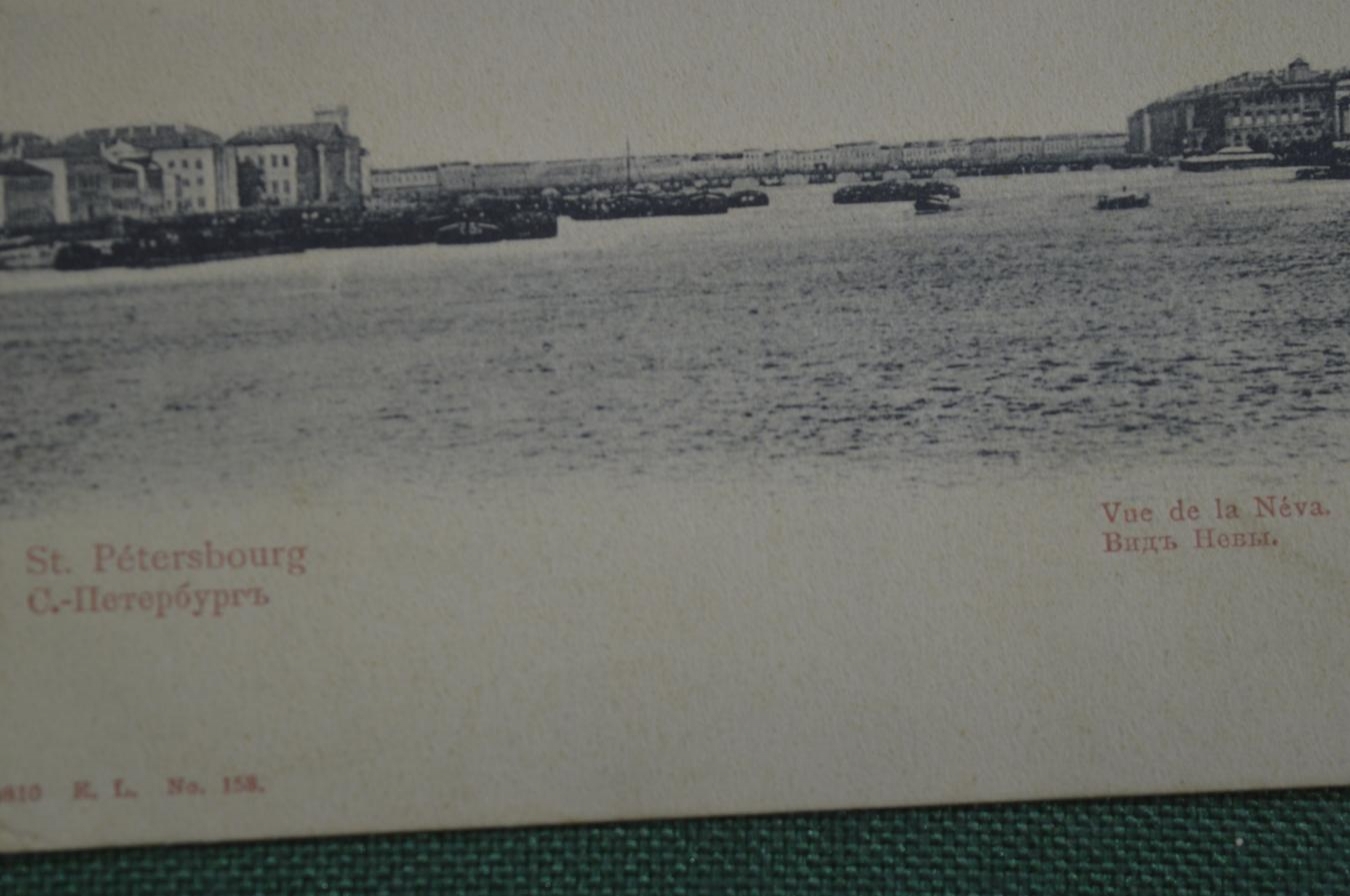 St. Pétersbourg
С.-Петербургъ
Vue de la Néva.
Видъ Невы.
E. L. No. 158.